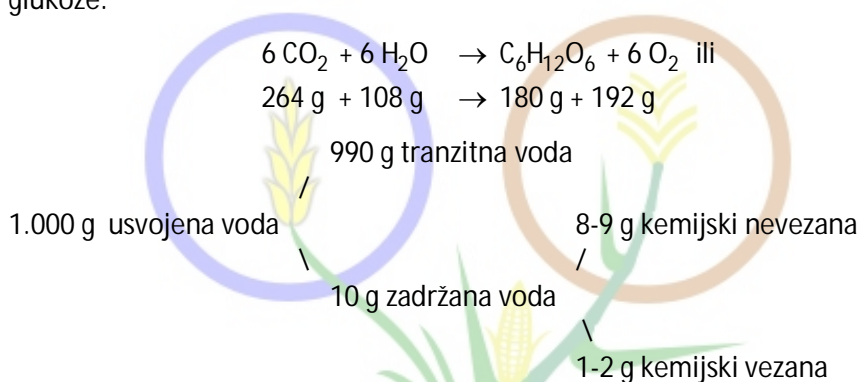 glukoze:
6 CO₂ + 6 H₂O → C₆H₁₂O₆ + 6 O₂ ili
264 g + 108 g → 180 g + 192 g
990 g tranzitna voda
/
1.000 g usvojena voda 8-9 g kemijski nevezana
\ /
10 g zadržana voda
\
1-2 g kemijski vezana